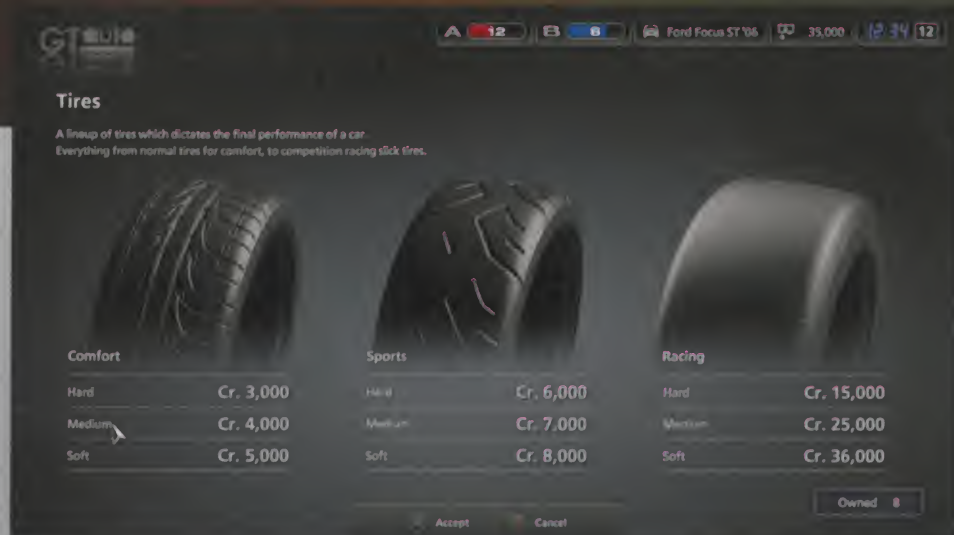 GT auto
A 12 B 6 Ford Focus ST '06 35,000 12 34 12
Tires
A lineup of tires which dictates the final performance of a car.
Everything from normal tires for comfort, to competition racing slick tires.
Comfort Sports Racing
Hard Cr. 3,000 Hard Cr. 6,000 Hard Cr. 15,000
Medium Cr. 4,000 Medium Cr. 7,000 Medium Cr. 25,000
Soft Cr. 5,000 Soft Cr. 8,000 Soft Cr. 36,000
Owned 8
Accept Cancel